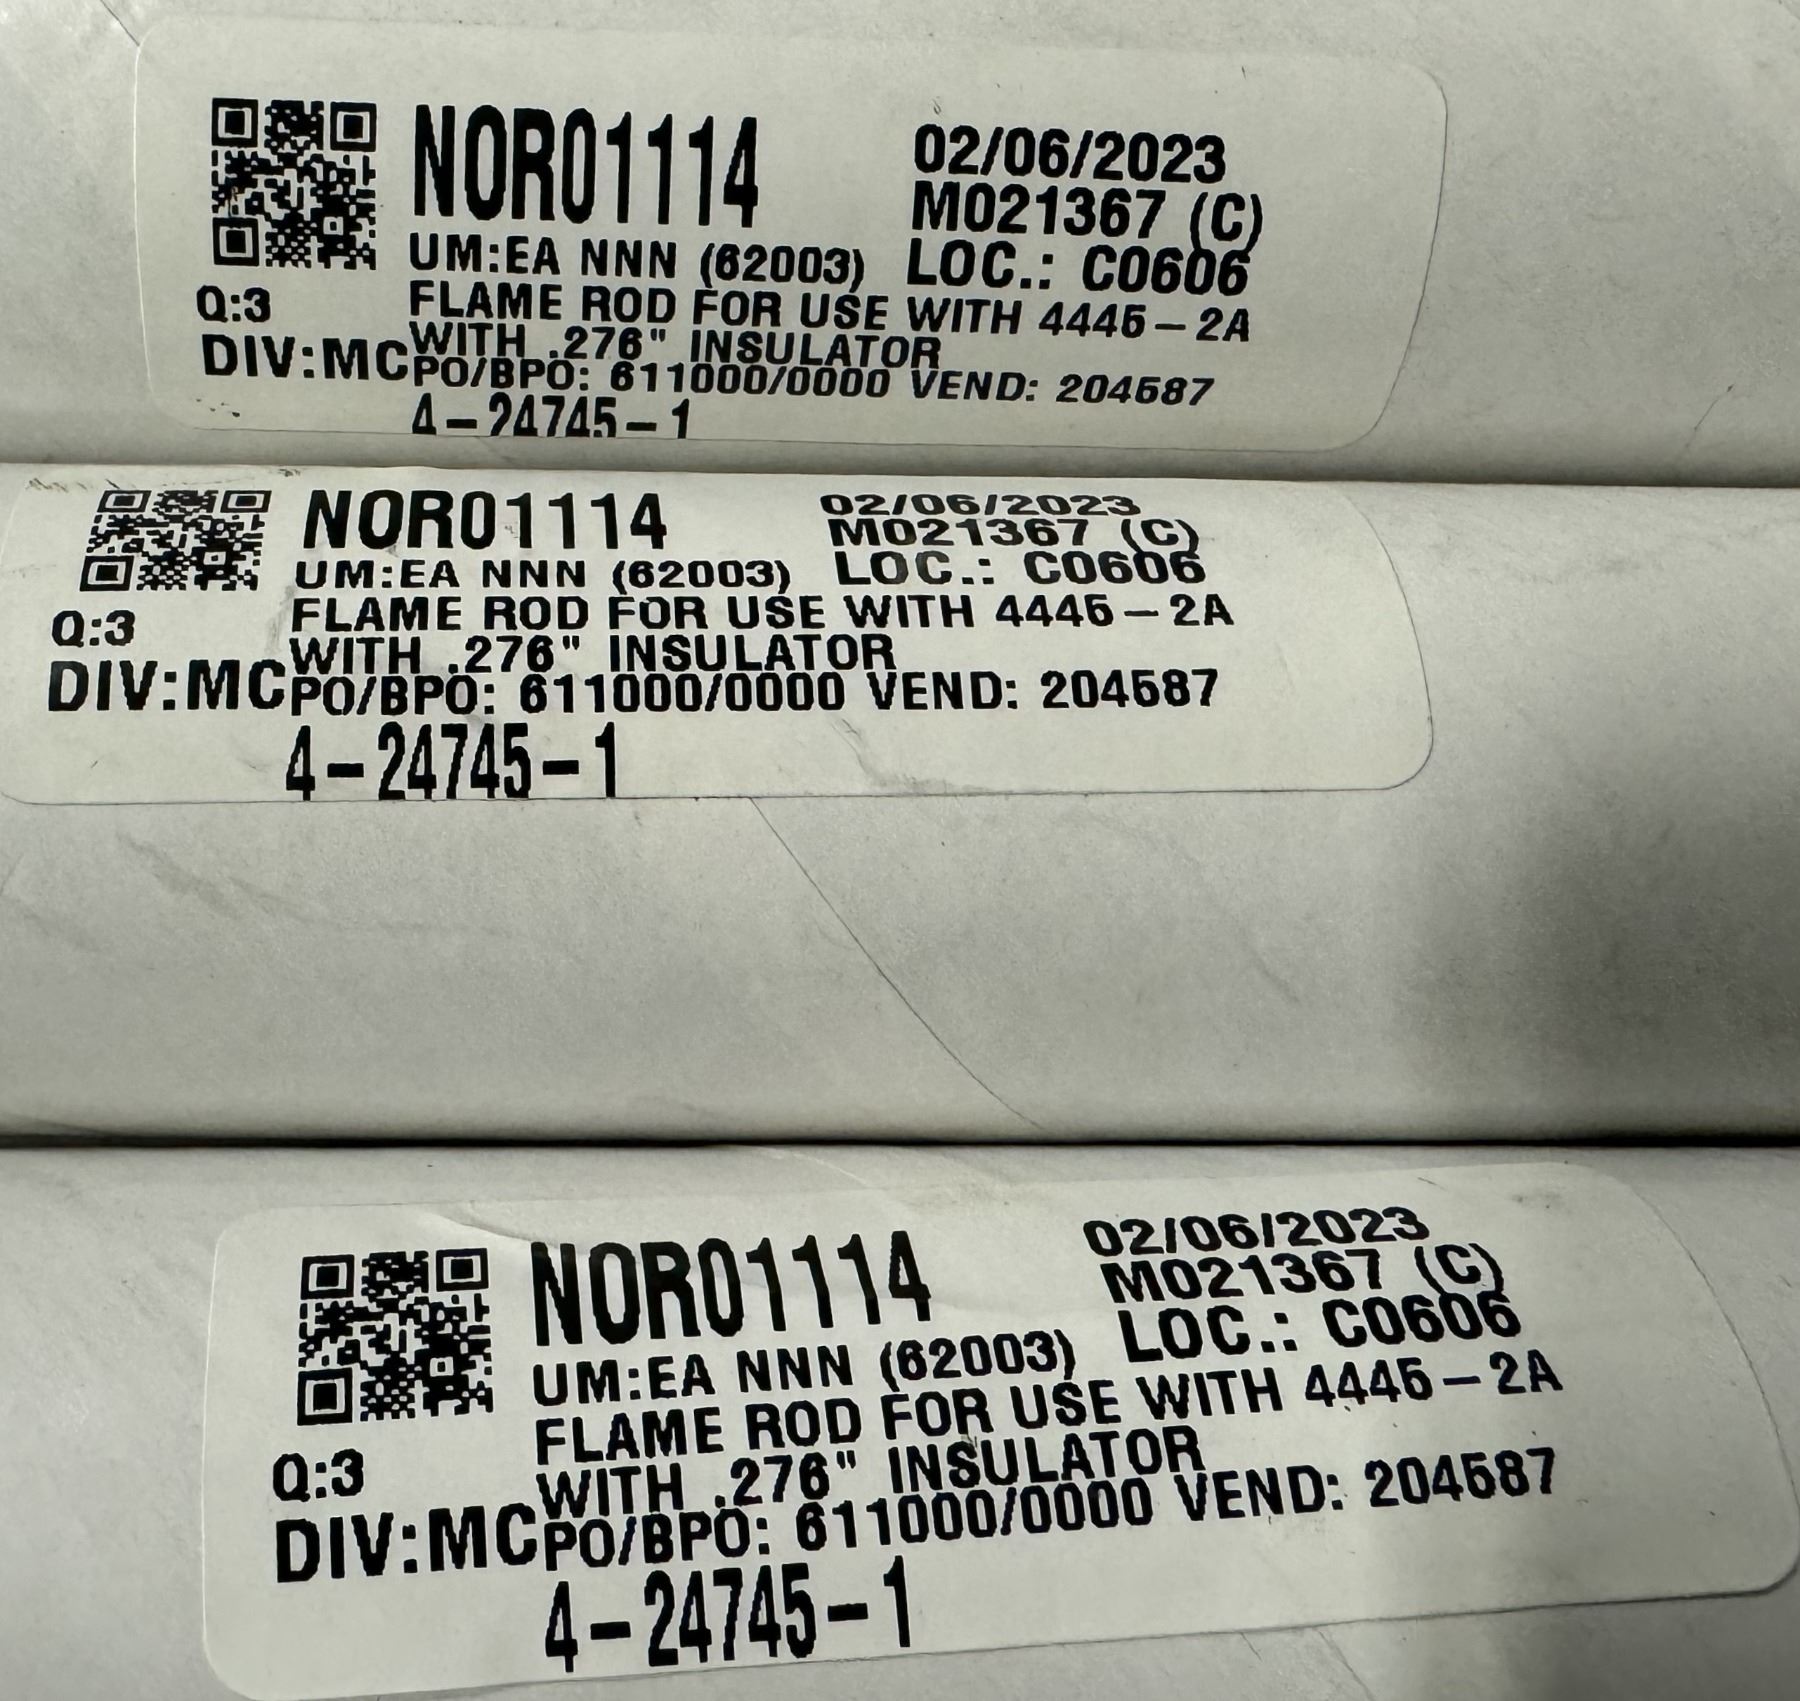 NOR01114
02/06/2023
M021367 (C)
UM:EA NNN (62003)
LOC.: C0606
Q:3
FLAME ROD FOR USE WITH 4445-2A
WITH .276" INSULATOR
DIV:MC
PO/BPO: 611000/0000 VEND: 204587
4-24745-1
NOR01114
02/06/2023
M021367 (C)
UM:EA NNN (62003)
LOC.: C0606
Q:3
FLAME ROD FOR USE WITH 4445-2A
WITH .276" INSULATOR
DIV:MC
PO/BPO: 611000/0000 VEND: 204587
4-24745-1
NOR01114
02/06/2023
M021367 (C)
UM:EA NNN (62003)
LOC.: C0606
Q:3
FLAME ROD FOR USE WITH 4445-2A
WITH .276" INSULATOR
DIV:MC
PO/BPO: 611000/0000 VEND: 204587
4-24745-1